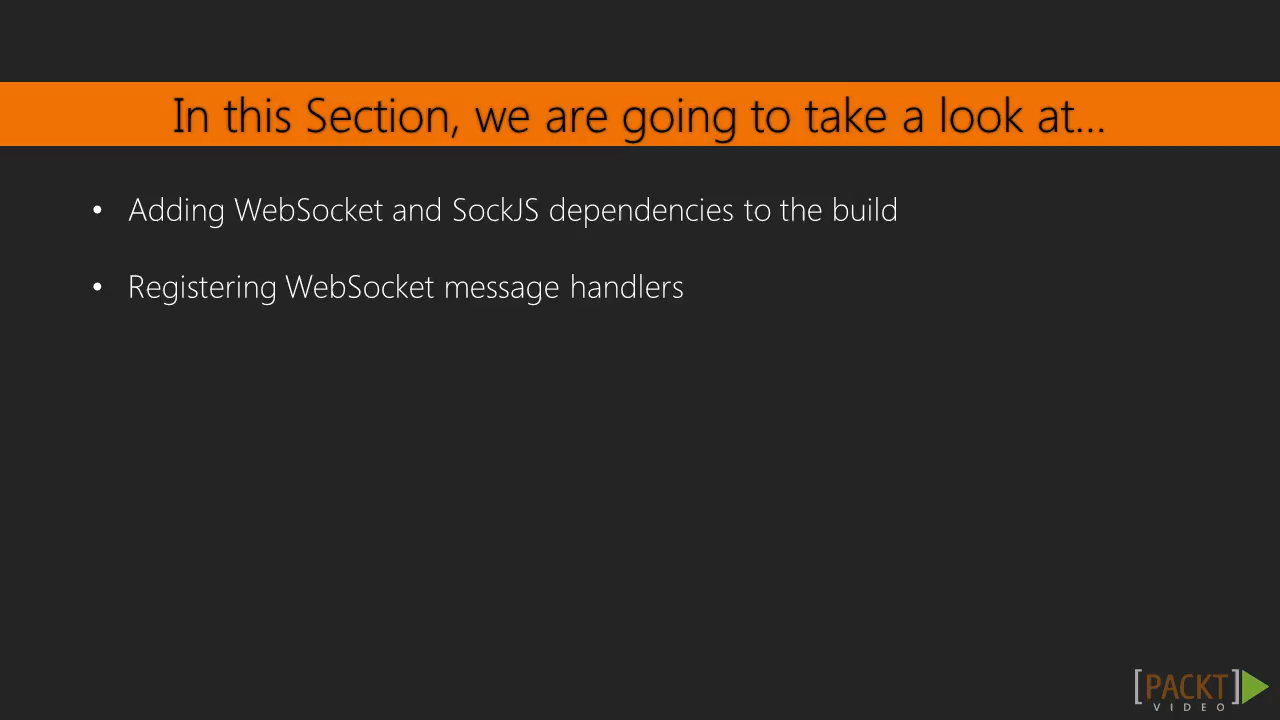 In this Section, we are going to take a look at...
• Adding WebSocket and SockJS dependencies to the build
• Registering WebSocket message handlers
[PACKT]
VIDEO